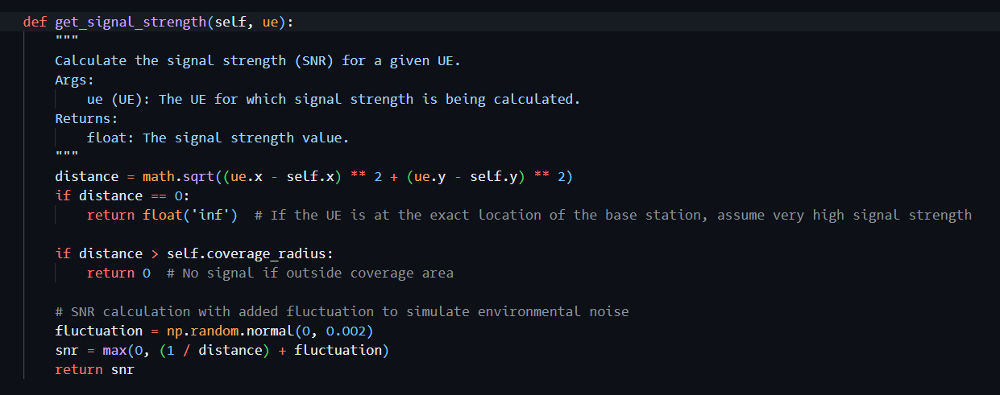 def get_signal_strength(self, ue):
    """
    Calculate the signal strength (SNR) for a given UE.
    Args:
        ue (UE): The UE for which signal strength is being calculated.
    Returns:
        float: The signal strength value.
    """
    distance = math.sqrt((ue.x - self.x) ** 2 + (ue.y - self.y) ** 2)
    if distance == 0:
        return float('inf')  # If the UE is at the exact location of the base station, assume very high signal strength

    if distance > self.coverage_radius:
        return 0  # No signal if outside coverage area

    # SNR calculation with added fluctuation to simulate environmental noise
    fluctuation = np.random.normal(0, 0.002)
    snr = max(0, (1 / distance) + fluctuation)
    return snr